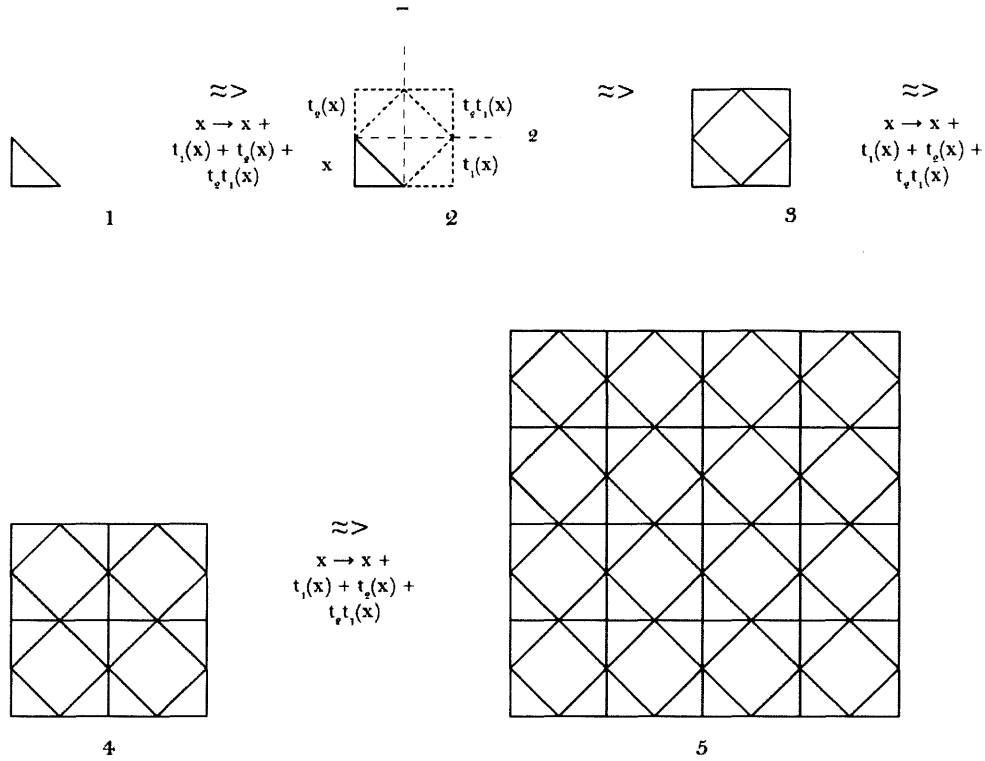 –
≈>
x → x +
t₁(x) + t₂(x) +
t₂t₁(x)
t₂(x)
t₂t₁(x)
2
x
t₁(x)
≈>
≈>
x → x +
t₁(x) + t₂(x) +
t₂t₁(x)
1
2
3
≈>
x → x +
t₁(x) + t₂(x) +
t₂t₁(x)
4
5